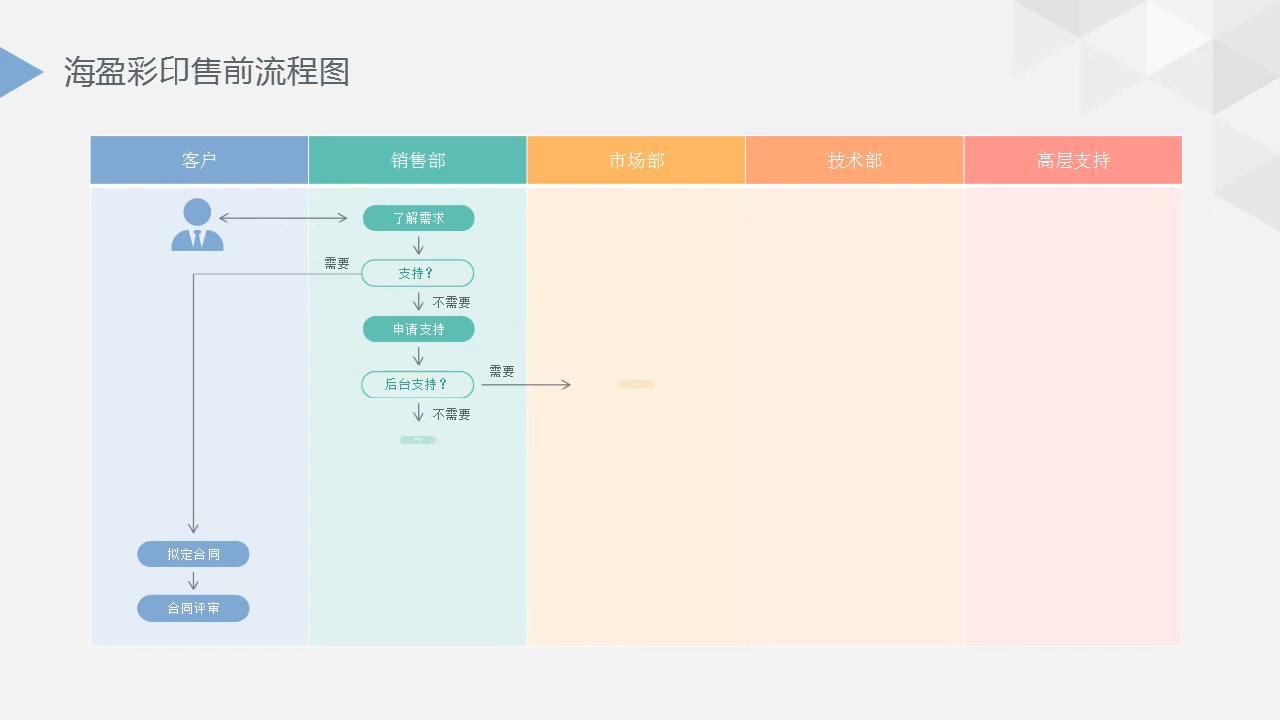 海盈彩印售前流程图
客户
销售部
市场部
技术部
高层支持
了解需求
需要
支持?
不需要
申请支持
需要
后台支持?
不需要
拟定合同
合同评审